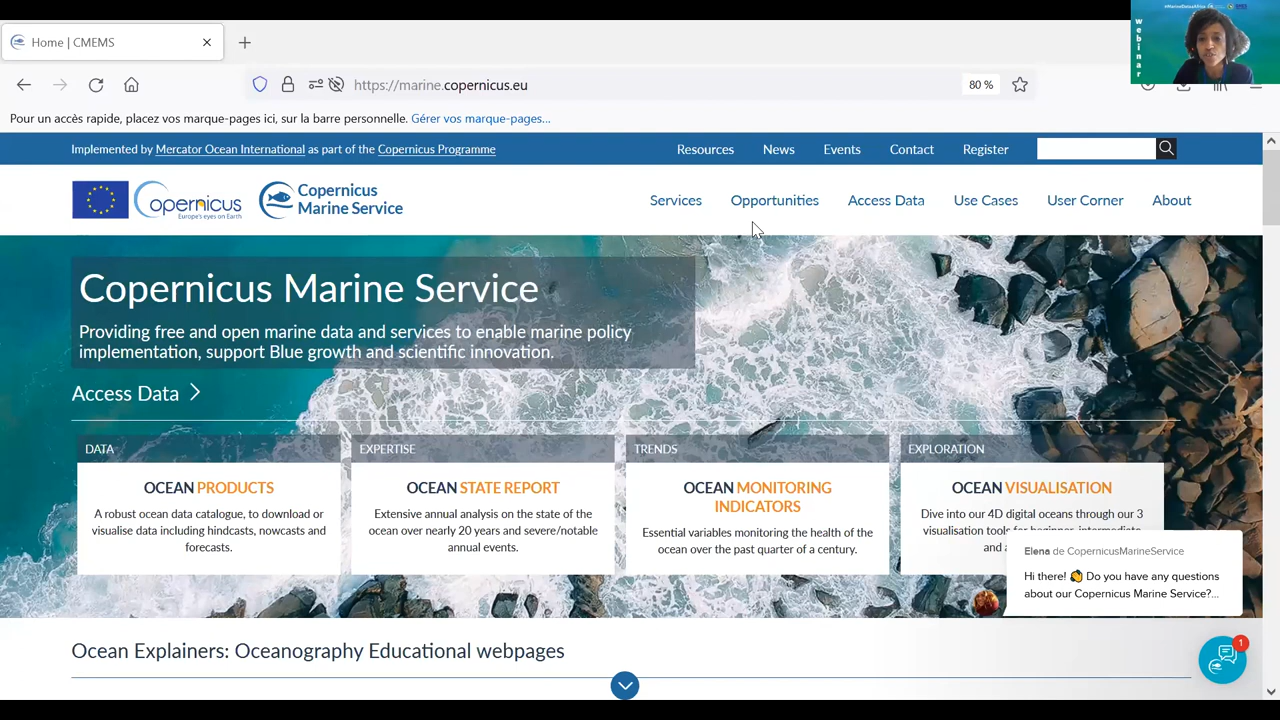 Home | CMEMS
https://marine.copernicus.eu
80 %
Pour un accès rapide, placez vos marque-pages ici, sur la barre personnelle. Gérer vos marque-pages...
Implemented by Mercator Ocean International as part of the Copernicus Programme
Resources
News
Events
Contact
Register
opernicus
Europe's eyes on Earth
Copernicus
Marine Service
Services
Opportunities
Access Data
Use Cases
User Corner
About
Copernicus Marine Service
Providing free and open marine data and services to enable marine policy
implementation, support Blue growth and scientific innovation.
Access Data
DATA
OCEAN PRODUCTS
A robust ocean data catalogue, to download or
visualise data including hindcasts, nowcasts and
forecasts.
EXPERTISE
OCEAN STATE REPORT
Extensive annual analysis on the state of the
ocean over nearly 20 years and severe/notable
annual events.
TRENDS
OCEAN MONITORING
INDICATORS
Essential variables monitoring the health of the
ocean over the past quarter of a century.
EXPLORATION
OCEAN VISUALISATION
Dive into our 4D digital oceans through our 3
visualisation tools for beginner, intermediate
and a
Elena de CopernicusMarineService
Hi there! 👋 Do you have any questions
about our Copernicus Marine Service?...
1
Ocean Explainers: Oceanography Educational webpages
webinar